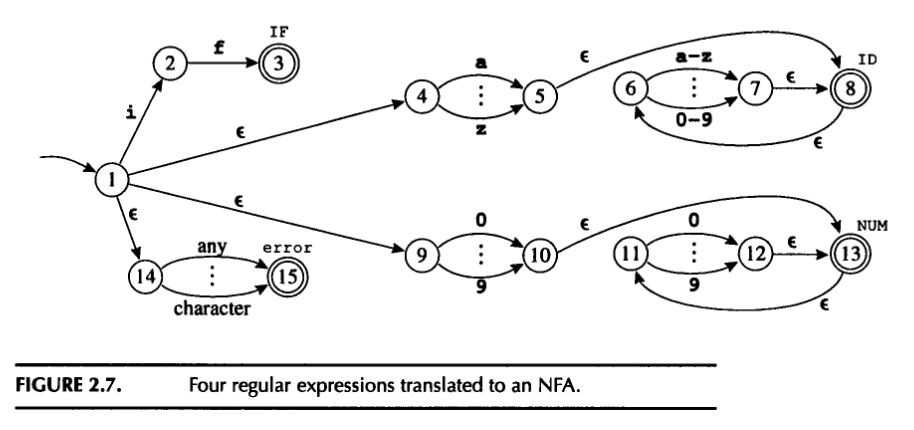 IF
2 f 3
ID
a
ϵ
a-z
4 5 6 7 ϵ 8
i
z
0-9
ϵ
ϵ
1
ϵ
ϵ
0
ϵ
0
NUM
any error
9 10 11 12 ϵ 13
14 15
9
9
ϵ
character
FIGURE 2.7. Four regular expressions translated to an NFA.